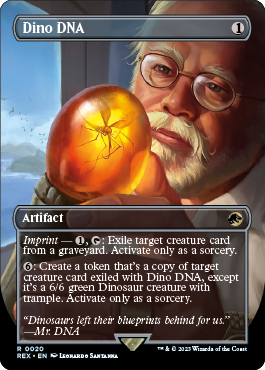 Dino DNA 1
Artifact
Imprint — 1, T: Exile target creature card
from a graveyard. Activate only as a sorcery.
6: Create a token that's a copy of target
creature card exiled with Dino DNA, except
it's a 6/6 green Dinosaur creature with
trample. Activate only as a sorcery.
"Dinosaurs left their blueprints behind for us."
—Mr. DNA
R 0020
REX • EN Leonardo Santanna
™ & © 2023 Wizards of the Coast